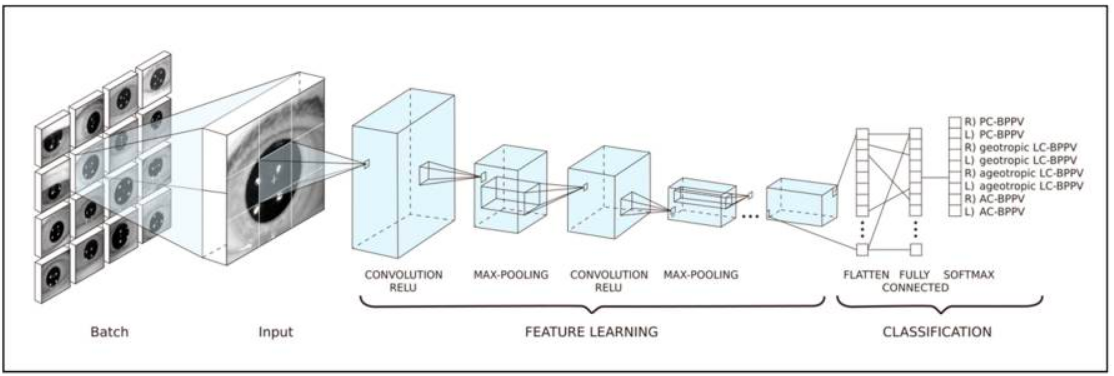 R) PC-BPPV
L) PC-BPPV
R) geotropic LC-BPPV
L) geotropic LC-BPPV
R) ageotropic LC-BPPV
L) ageotropic LC-BPPV
R) AC-BPPV
L) AC-BPPV
CONVOLUTION
RELU
MAX-POOLING
CONVOLUTION
RELU
MAX-POOLING
FLATTEN
FULLY
CONNECTED
SOFTMAX
Batch
Input
FEATURE LEARNING
CLASSIFICATION